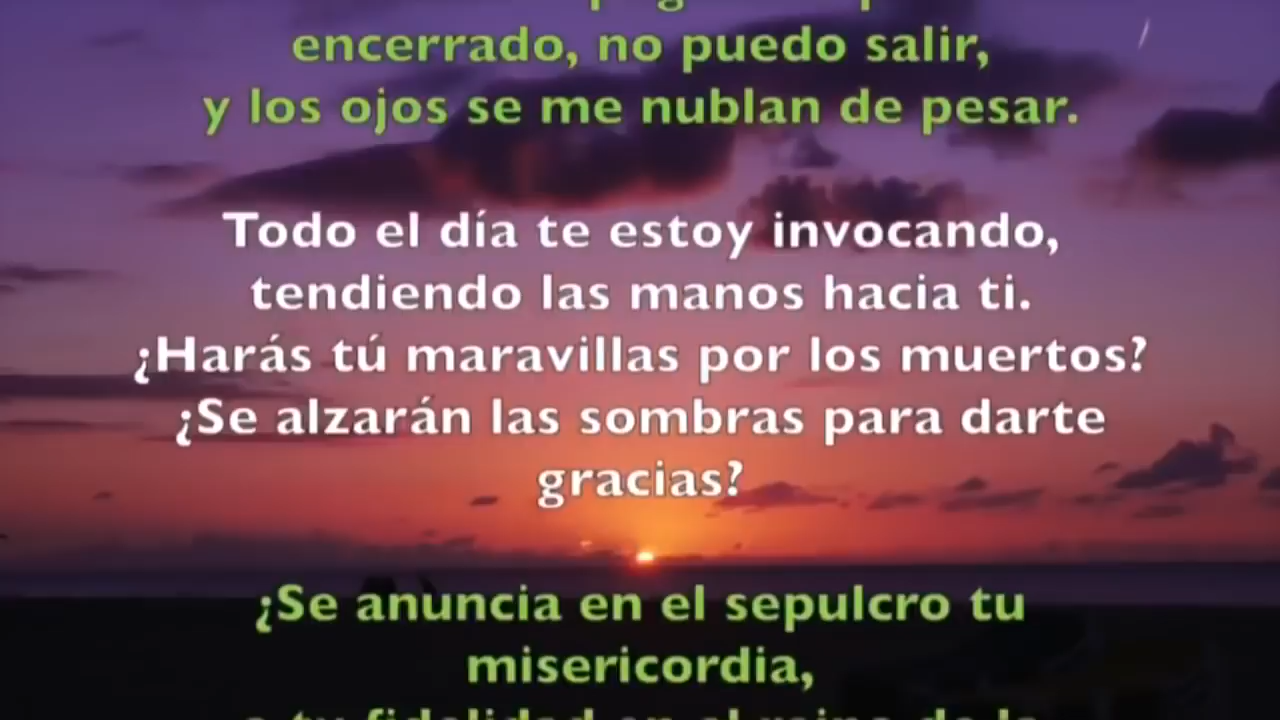 encerrado, no puedo salir,
y los ojos se me nublan de pesar.
Todo el día te estoy invocando,
tendiendo las manos hacia ti.
¿Harás tú maravillas por los muertos?
¿Se alzarán las sombras para darte
gracias?
¿Se anuncia en el sepulcro tu
misericordia,